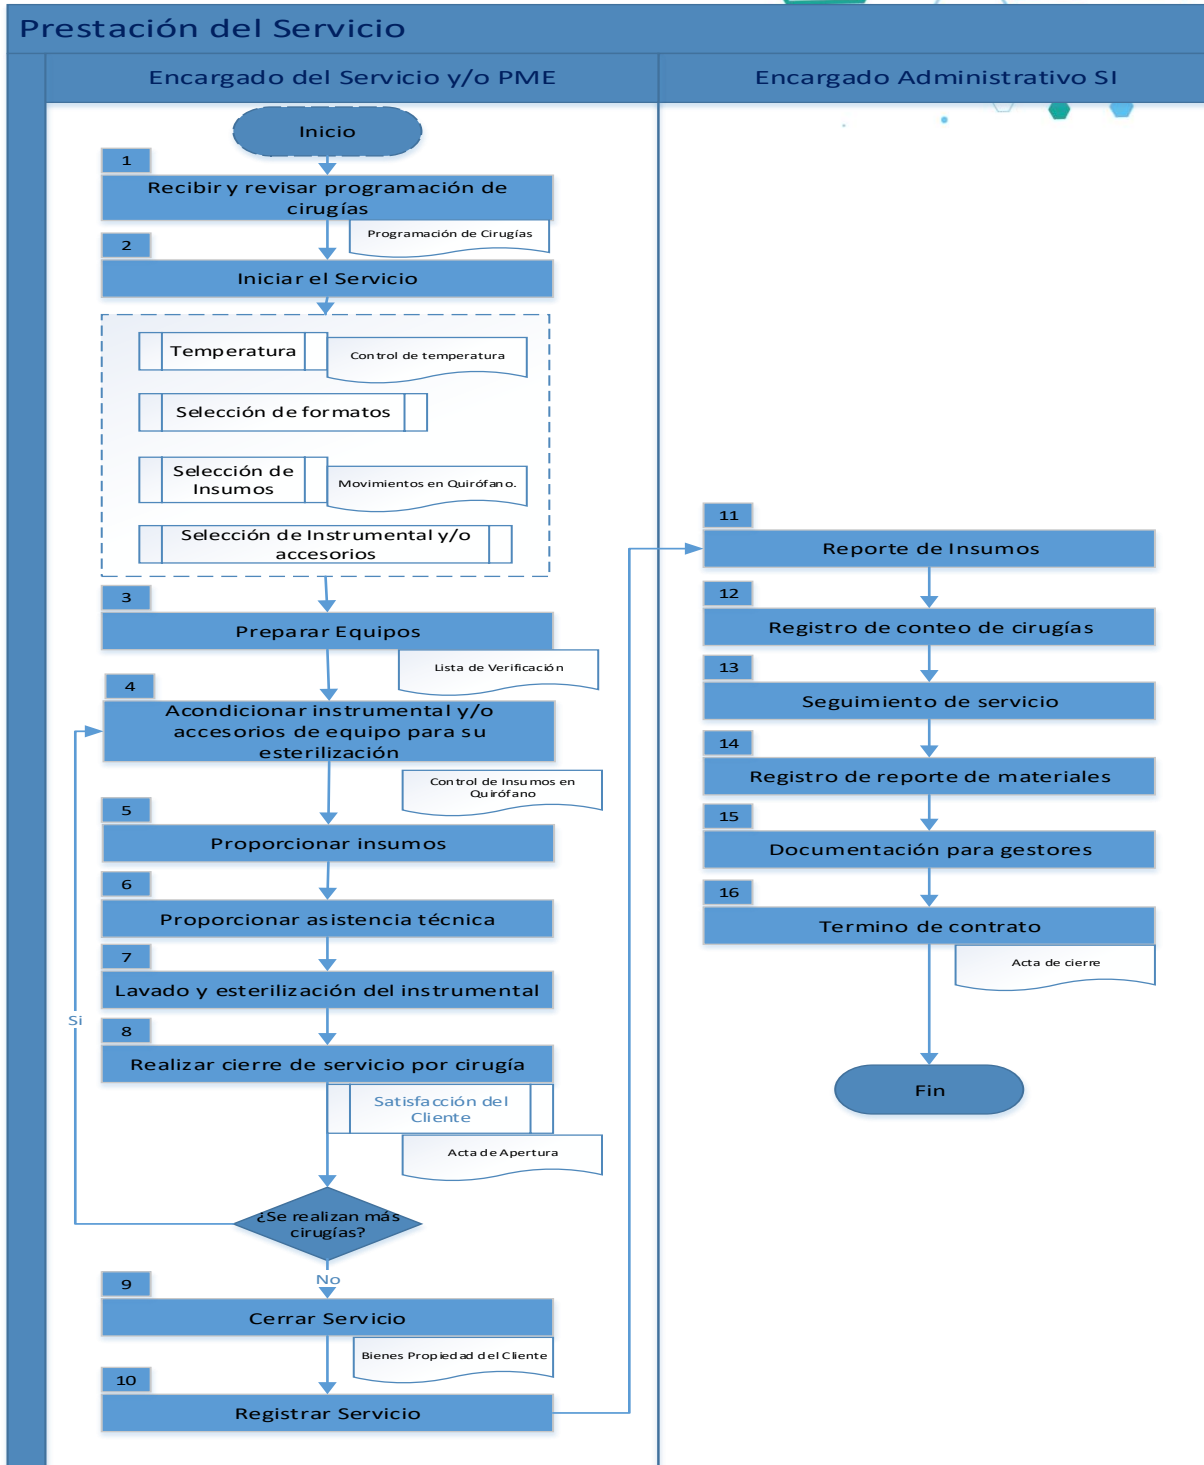 Prestación del Servicio
Encargado del Servicio y/o PME
Encargado Administrativo SI
Inicio
1
Recibir y revisar programación de
cirugías
Programación de Cirugías
2
Iniciar el Servicio
Temperatura
Control de temperatura
Selección de formatos
Selección de
Insumos
Movimientos en Quirófano.
Selección de Instrumental y/o
accesorios
3
Preparar Equipos
Lista de Verificación
4
Acondicionar instrumental y/o
accesorios de equipo para su
esterilización
Control de Insumos en
Quirófano
5
Proporcionar insumos
6
Proporcionar asistencia técnica
7
Lavado y esterilización del instrumental
8
Realizar cierre de servicio por cirugía
Satisfacción del
Cliente
Acta de Apertura
¿Se realizan más
cirugías?
Si
No
9
Cerrar Servicio
Bienes Propiedad del Cliente
10
Registrar Servicio
11
Reporte de Insumos
12
Registro de conteo de cirugías
13
Seguimiento de servicio
14
Registro de reporte de materiales
15
Documentación para gestores
16
Termino de contrato
Acta de cierre
Fin